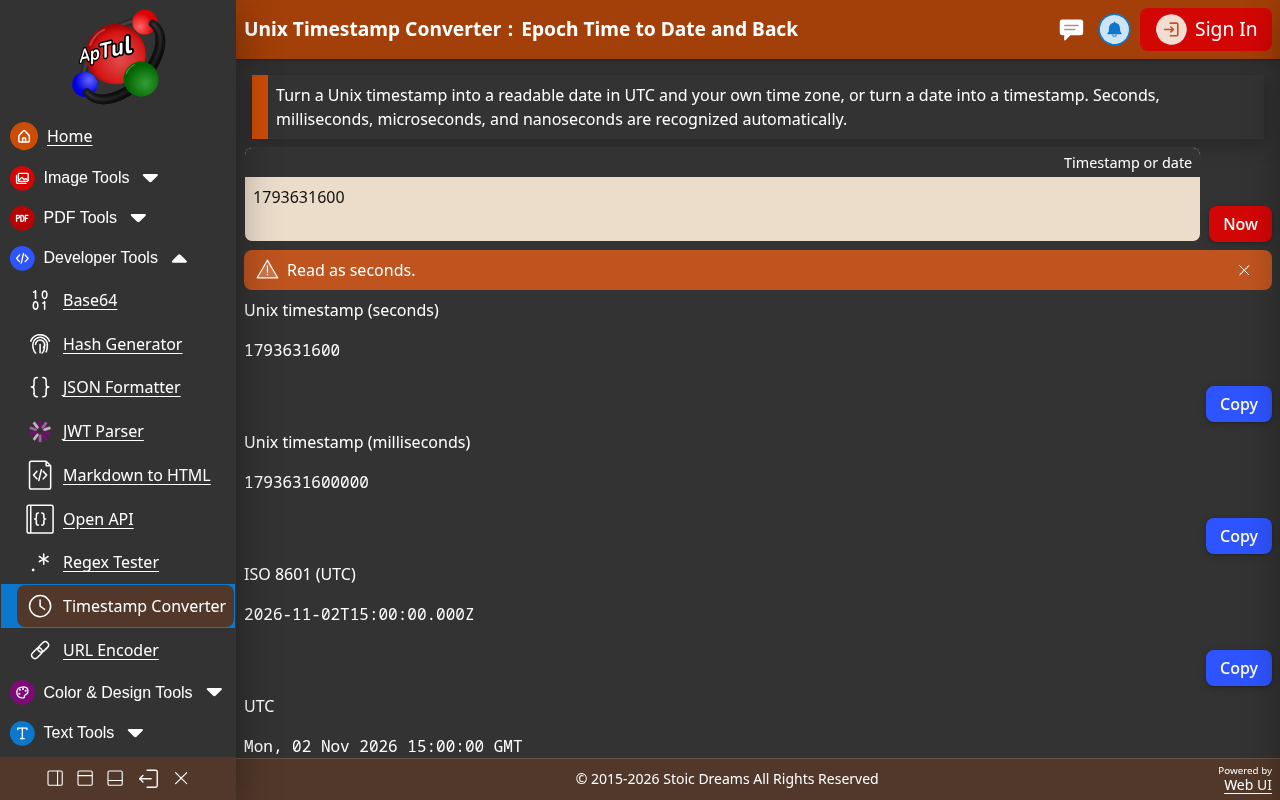 ApTul
Home
Image Tools
PDF
PDF Tools
Developer Tools
Base64
Hash Generator
JSON Formatter
JWT Parser
Markdown to HTML
Open API
Regex Tester
Timestamp Converter
URL Encoder
Color & Design Tools
Text Tools
Unix Timestamp Converter : Epoch Time to Date and Back
Sign In
Turn a Unix timestamp into a readable date in UTC and your own time zone, or turn a date into a timestamp. Seconds,
milliseconds, microseconds, and nanoseconds are recognized automatically.
Timestamp or date
1793631600
Now
Read as seconds.
Unix timestamp (seconds)
1793631600
Copy
Unix timestamp (milliseconds)
1793631600000
Copy
ISO 8601 (UTC)
2026-11-02T15:00:00.000Z
Copy
UTC
Mon, 02 Nov 2026 15:00:00 GMT
© 2015-2026 Stoic Dreams All Rights Reserved
Powered by
Web UI